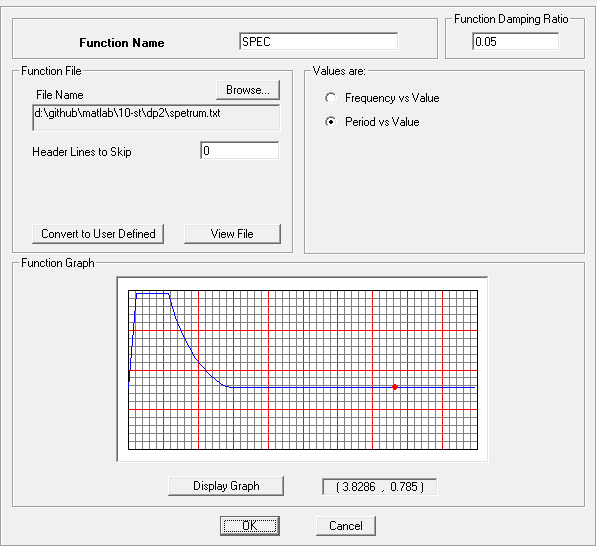 Function Damping Ratio
Function Name
SPEC
0.05
Function File
Values are:
File Name
Browse...
d:\github\matlab\10-st\dp2\spetrum.txt
Frequency vs Value
Period vs Value
Header Lines to Skip
0
Convert to User Defined
View File
Function Graph
Display Graph
( 3.8286 , 0.785 )
OK
Cancel